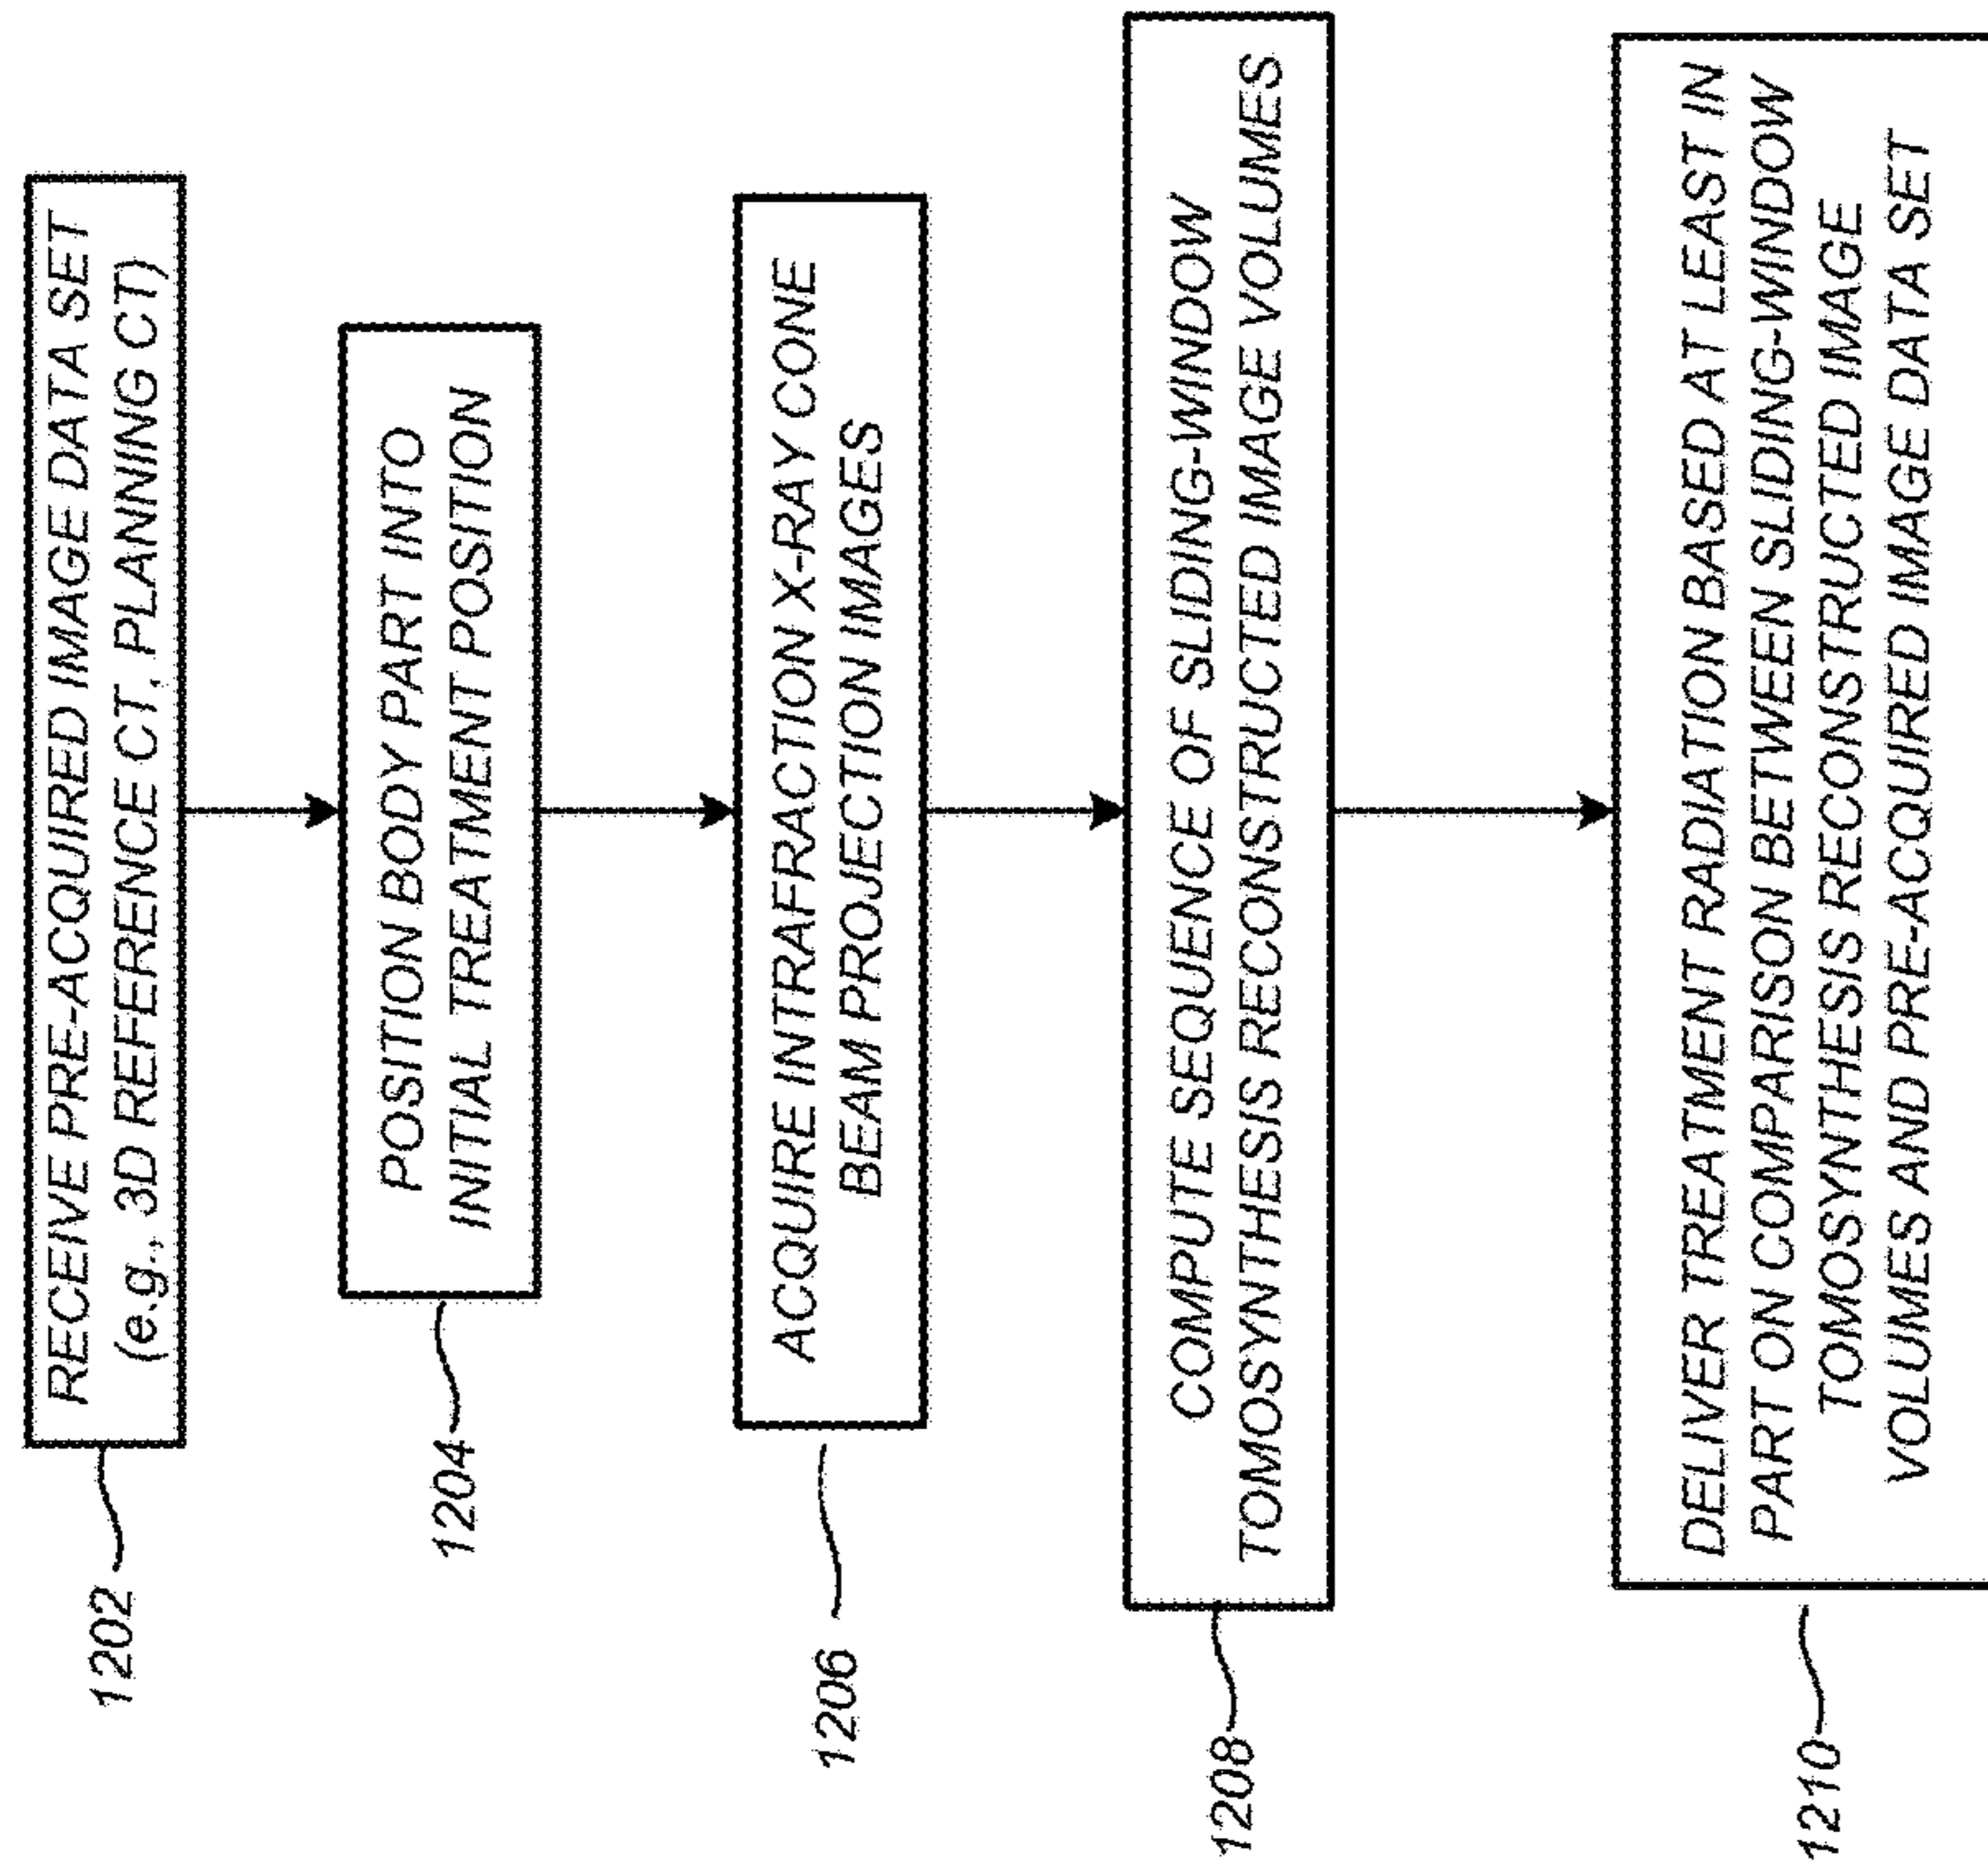 RECEIVE PRE-ACQUIRED IMAGE DATA SET
(e.g., 3D REFERENCE CT, PLANNING CT)
1202
POSITION BODY PART INTO
INITIAL TREATMENT POSITION
1204
ACQUIRE INTRAFRACTION X-RAY CONE
BEAM PROJECTION IMAGES
1206
COMPUTE SEQUENCE OF SLIDING-WINDOW
TOMOSYNTHESIS RECONSTRUCTED IMAGE VOLUMES
1208
DELIVER TREATMENT RADIATION BASED AT LEAST IN
PART ON COMPARISON BETWEEN SLIDING-WINDOW
TOMOSYNTHESIS RECONSTRUCTED IMAGE
VOLUMES AND PRE-ACQUIRED IMAGE DATA SET
1210